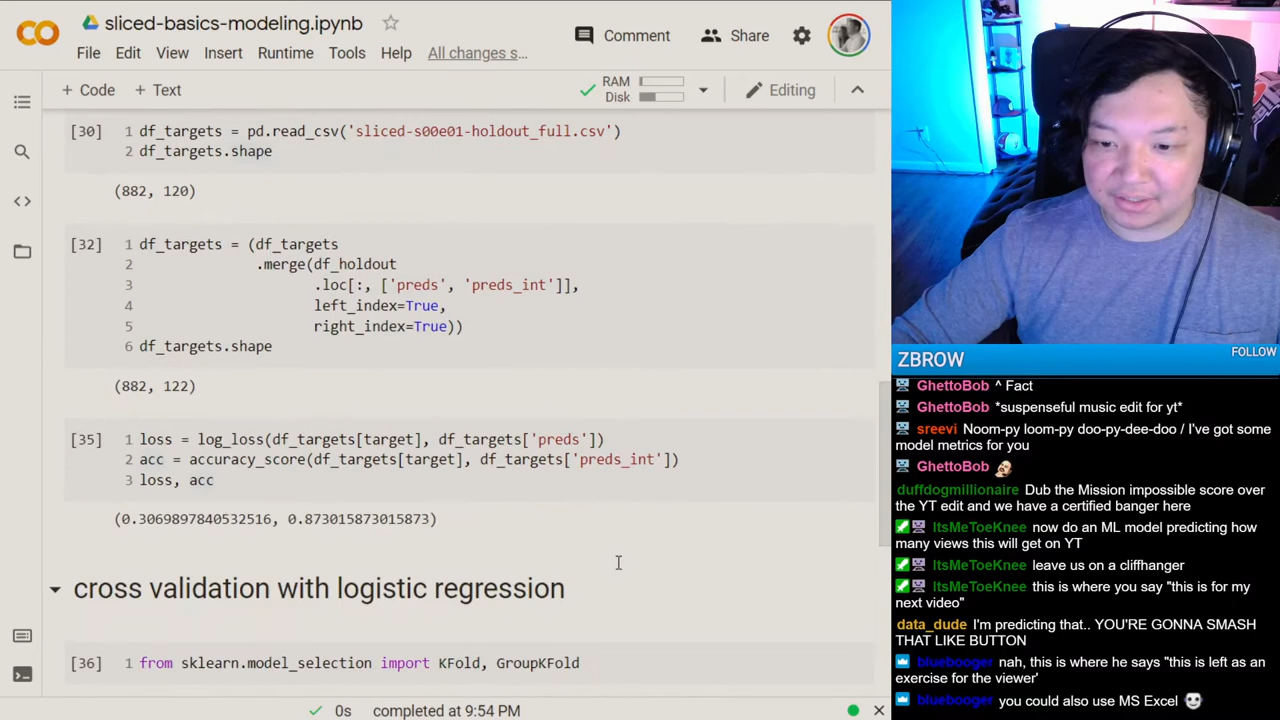 sliced-basics-modeling.ipynb
File Edit View Insert Runtime Tools Help All changes s…
Comment Share
+ Code + Text
RAM
Disk
Editing
[30] 1 df_targets = pd.read_csv('sliced-s00e01-holdout_full.csv')
2 df_targets.shape
(882, 120)
[32] 1 df_targets = (df_targets
2 .merge(df_holdout
3 .loc[:, ['preds', 'preds_int']],
4 left_index=True,
5 right_index=True))
6 df_targets.shape
(882, 122)
[35] 1 loss = log_loss(df_targets[target], df_targets['preds'])
2 acc = accuracy_score(df_targets[target], df_targets['preds_int'])
3 loss, acc
(0.3069897840532516, 0.873015873015873)
cross validation with logistic regression
[36] 1 from sklearn.model_selection import KFold, GroupKFold
0s completed at 9:54 PM
ZBROW
FOLLOW
GhettoBob ^ Fact
GhettoBob *suspenseful music edit for yt*
sreevi Noom-py loom-py doo-py-dee-doo / I've got some
model metrics for you
GhettoBob
duffdogmillionaire Dub the Mission impossible score over
the YT edit and we have a certified banger here
ItsMeToeKnee now do an ML model predicting how
many views this will get on YT
ItsMeToeKnee leave us on a cliffhanger
ItsMeToeKnee this is where you say "this is for my
next video"
data_dude I'm predicting that.. YOU'RE GONNA SMASH
THAT LIKE BUTTON
bluebooger nah, this is where he says "this is left as an
exercise for the viewer'
bluebooger you could also use MS Excel